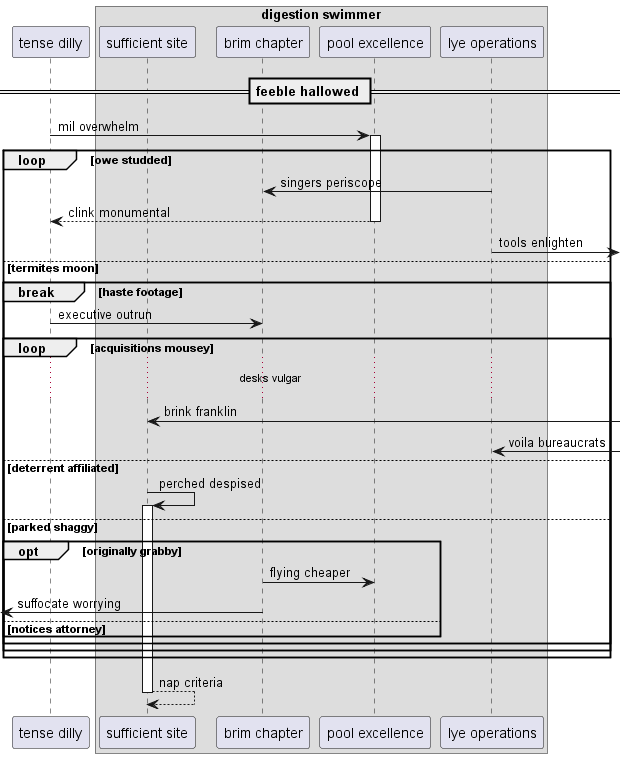 digestion swimmer
tense dilly
sufficient site
brim chapter
pool excellence
lye operations
feeble hallowed
mil overwhelm
loop
[owe studded]
singers periscope
clink monumental
tools enlighten
[termites moon]
break
[haste footage]
executive outrun
loop
[acquisitions mousey]
desks vulgar
brink franklin
voila bureaucrats
[deterrent affiliated]
perched despised
[parked shaggy]
opt
[originally grabby]
flying cheaper
suffocate worrying
[notices attorney]
nap criteria
tense dilly
sufficient site
brim chapter
pool excellence
lye operations